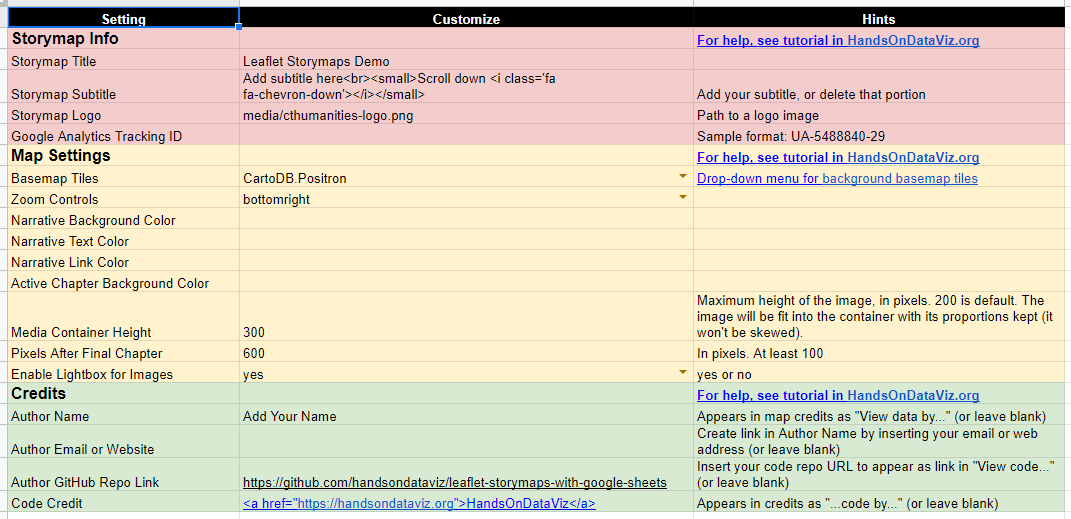 Setting Customize Hints
Storymap Info For help, see tutorial in HandsOnDataViz.org
Storymap Title Leaflet Storymaps Demo
Add subtitle here<br><small>Scroll down <i class='fa
Storymap Subtitle fa-chevron-down'></i></small> Add your subtitle, or delete that portion
Storymap Logo media/cthumanities-logo.png Path to a logo image
Google Analytics Tracking ID Sample format: UA-5488840-29
Map Settings For help, see tutorial in HandsOnDataViz.org
Basemap Tiles CartoDB.Positron Drop-down menu for background basemap tiles
Zoom Controls bottomright
Narrative Background Color
Narrative Text Color
Narrative Link Color
Active Chapter Background Color
Maximum height of the image, in pixels. 200 is default. The
image will be fit into the container with its proportions kept (it
Media Container Height 300 won't be skewed).
Pixels After Final Chapter 600 In pixels. At least 100
Enable Lightbox for Images yes yes or no
Credits For help, see tutorial in HandsOnDataViz.org
Author Name Add Your Name Appears in map credits as "View data by..." (or leave blank)
Create link in Author Name by inserting your email or web
Author Email or Website address (or leave blank)
Insert your code repo URL to appear as link in "View code..."
Author GitHub Repo Link https://github.com/handsondataviz/leaflet-storymaps-with-google-sheets (or leave blank)
Code Credit <a href="https://handsondataviz.org">HandsOnDataViz</a> Appears in credits as "...code by..." (or leave blank)